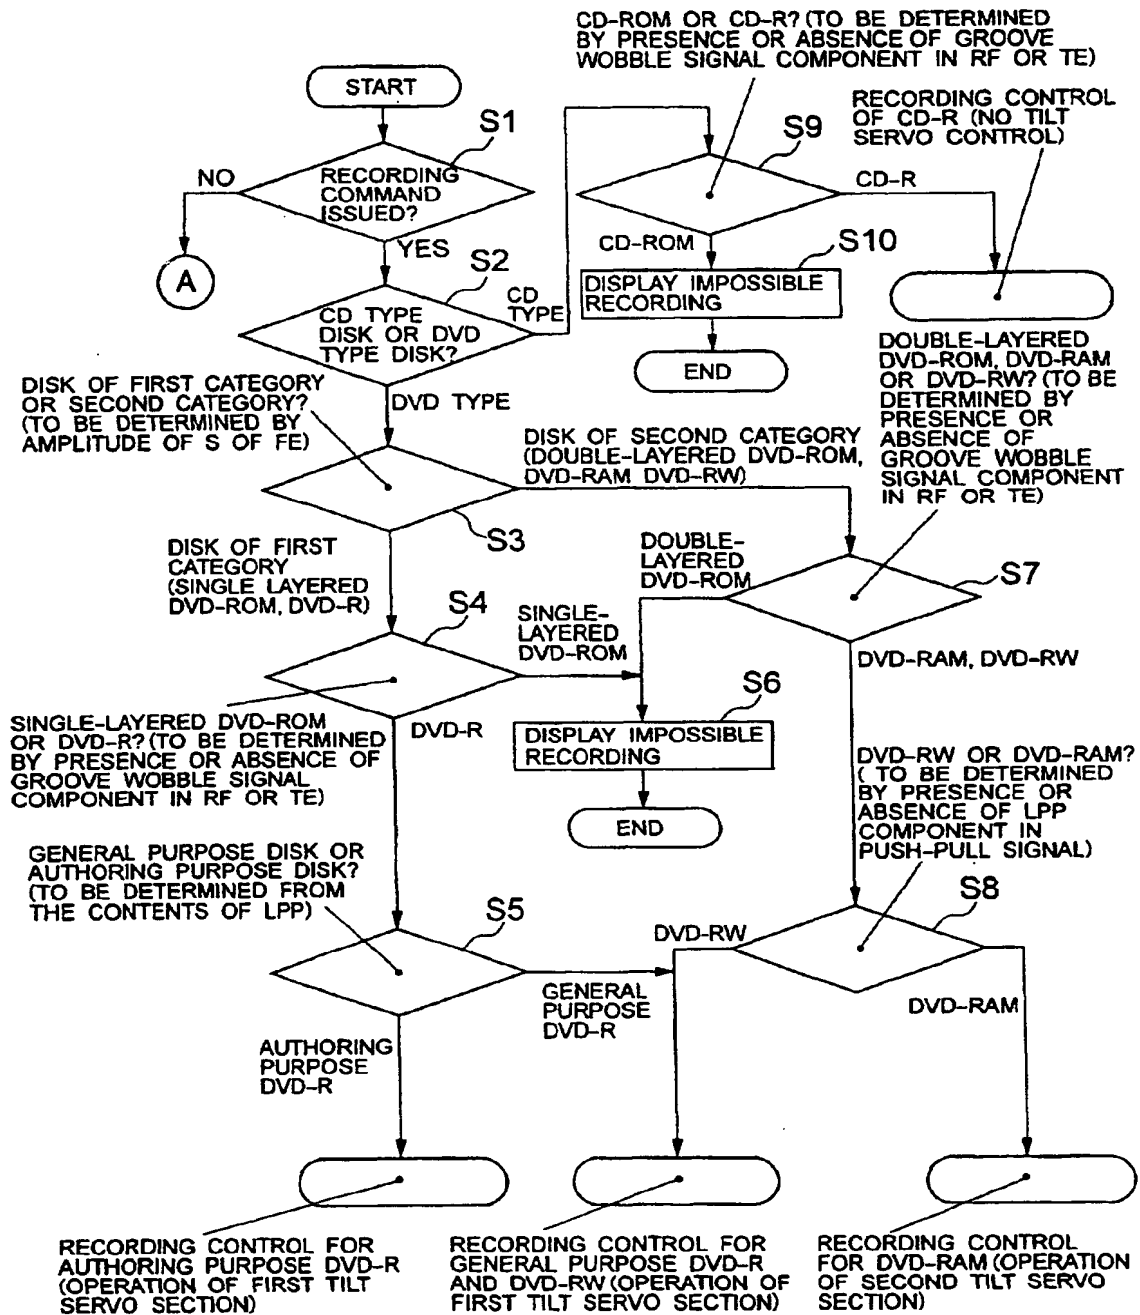 CD-ROM OR CD-R? (TO BE DETERMINED
BY PRESENCE OR ABSENCE OF GROOVE
WOBBLE SIGNAL COMPONENT IN RF OR TE)
START
RECORDING CONTROL
OF CD-R (NO TILT
SERVO CONTROL)
S1
S9
NO
RECORDING
COMMAND
ISSUED?
CD-R
YES
CD-ROM
S10
A
S2
DISPLAY IMPOSSIBLE
RECORDING
CD
TYPE
CD TYPE
DISK OR DVD
TYPE DISK?
END
DOUBLE-LAYERED
DVD-ROM, DVD-RAM
OR DVD-RW? (TO BE
DETERMINED BY
PRESENCE OR
ABSENCE OF
GROOVE WOBBLE
SIGNAL COMPONENT
IN RF OR TE)
DISK OF FIRST CATEGORY
OR SECOND CATEGORY?
(TO BE DETERMINED BY
AMPLITUDE OF S OF FE)
DVD TYPE
DISK OF SECOND CATEGORY
(DOUBLE-LAYERED DVD-ROM,
DVD-RAM DVD-RW)
S3
DISK OF FIRST
CATEGORY
(SINGLE LAYERED
DVD-ROM, DVD-R)
DOUBLE-
LAYERED
DVD-ROM
S7
S4
SINGLE-
LAYERED
DVD-ROM
DVD-RAM, DVD-RW
S6
SINGLE-LAYERED DVD-ROM
OR DVD-R? (TO BE DETERMINED
BY PRESENCE OR ABSENCE OF
GROOVE WOBBLE SIGNAL
COMPONENT IN RF OR TE)
DVD-R
DISPLAY IMPOSSIBLE
RECORDING
DVD-RW OR DVD-RAM?
( TO BE DETERMINED
BY PRESENCE OR
ABSENCE OF LPP
COMPONENT IN
PUSH-PULL SIGNAL)
END
GENERAL PURPOSE DISK OR
AUTHORING PURPOSE DISK?
(TO BE DETERMINED FROM
THE CONTENTS OF LPP)
S5
S8
DVD-RW
GENERAL
PURPOSE
DVD-R
DVD-RAM
AUTHORING
PURPOSE
DVD-R
RECORDING CONTROL FOR
AUTHORING PURPOSE DVD-R
(OPERATION OF FIRST TILT
SERVO SECTION)
RECORDING CONTROL FOR
GENERAL PURPOSE DVD-R
AND DVD-RW (OPERATION OF
FIRST TILT SERVO SECTION)
RECORDING CONTROL
FOR DVD-RAM (OPERATION
OF SECOND TILT SERVO
SECTION)